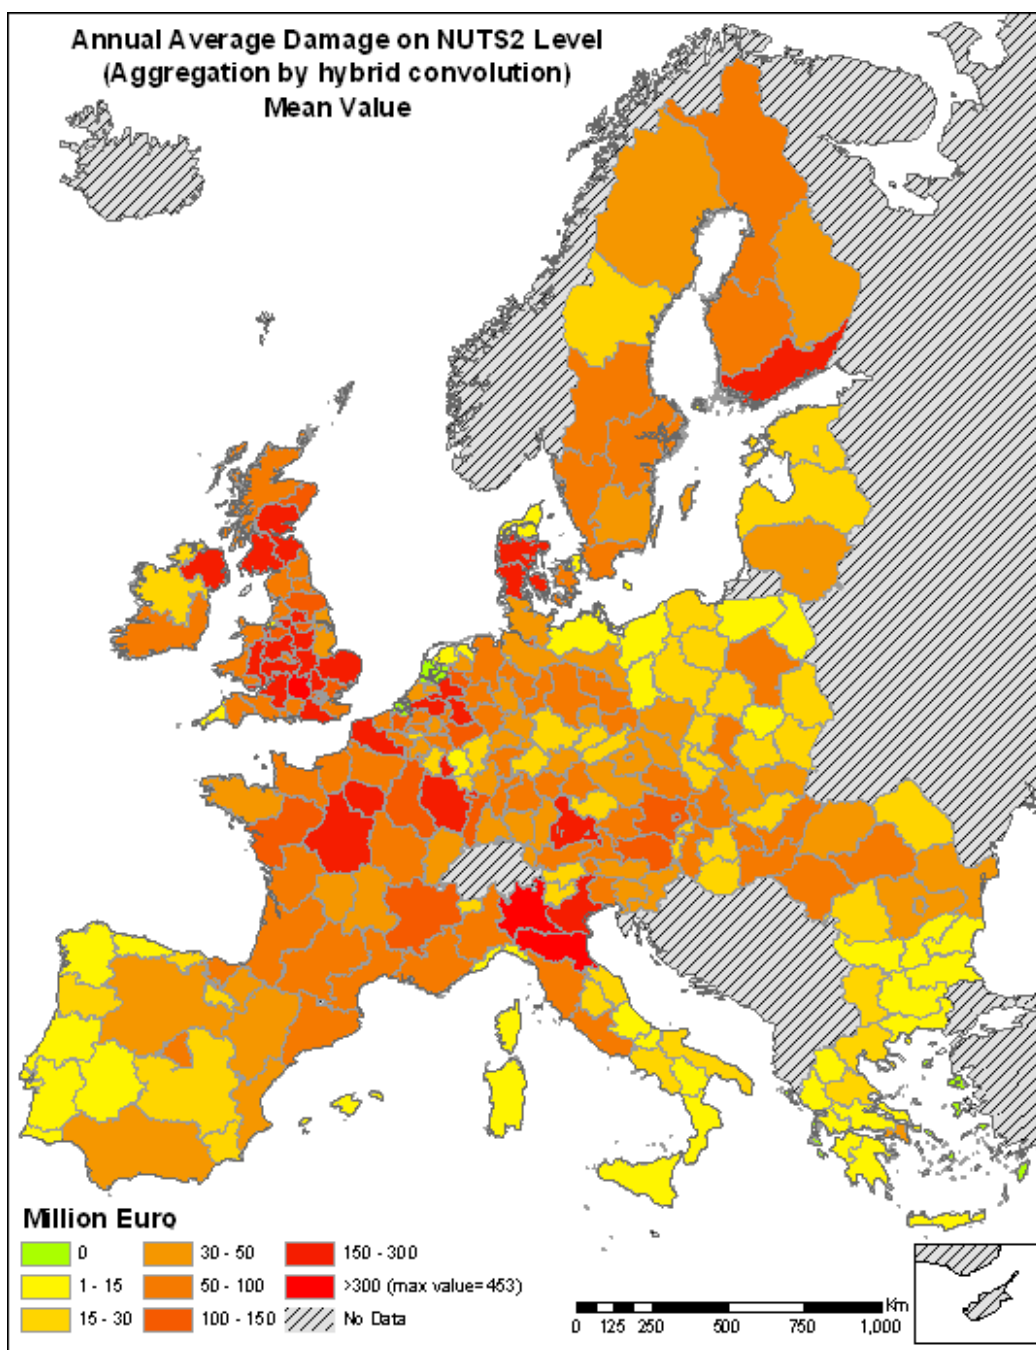 Annual Average Damage on NUTS2 Level
(Aggregation by hybrid convolution)
Mean Value
Million Euro
0
1 - 15
15 - 30
30 - 50
50 - 100
100 - 150
150 - 300
>300 (max value=453)
No Data
Km
0 125 250 500 750 1,000